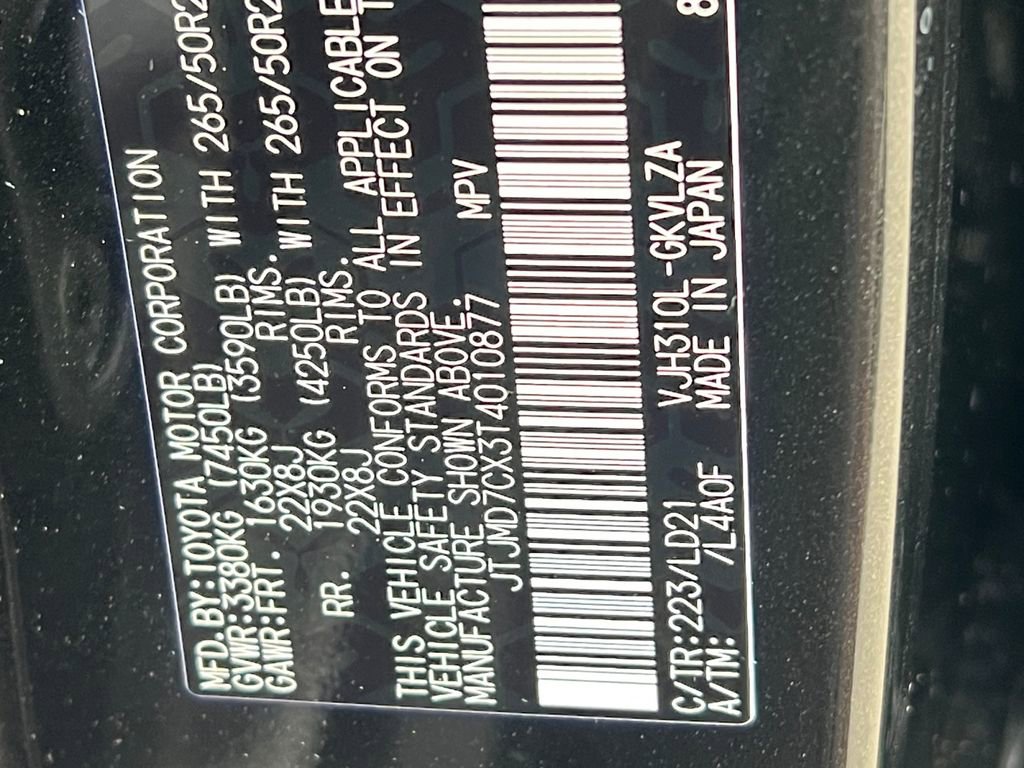 MFD.BY:TOYOTA MOTOR CORPORATION
GVWR:3380KG (7450LB)
GAWR:FRT. 1630KG (3590LB) WITH 265/50R2
22X8J RIMS.
RR. 1930KG (4250LB) WITH 265/50R2
22X8J RIMS.
THIS VEHICLE CONFORMS TO ALL APPLICABLE
VEHICLE SAFETY STANDARDS IN EFFECT ON T
MANUFACTURE SHOWN ABOVE.
JTJMD7CX3T4010877 MPV
C/TR:223/LD21 VJH310L-GKVLZA 8
A/TM: /L4A0F MADE IN JAPAN